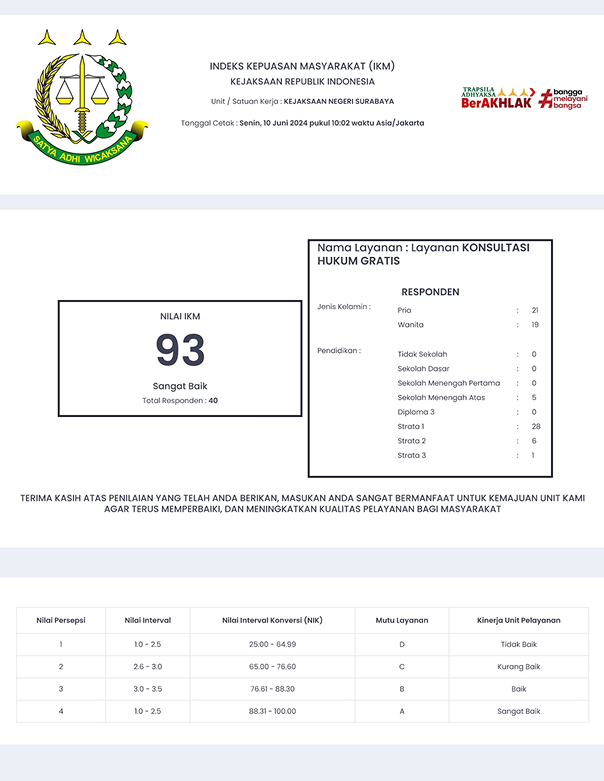 SATYA ADHI WICAKSANA
INDEKS KEPUASAN MASYARAKAT (IKM)
KEJAKSAAN REPUBLIK INDONESIA
Unit / Satuan Kerja : KEJAKSAAN NEGERI SURABAYA
Tanggal Cetak : Senin, 10 Juni 2024 pukul 10:02 waktu Asia/Jakarta
TRAPSILA
ADHYAKSA
BerAKHLAK
#bangga
melayani
bangsa
NILAI IKM
93
Sangat Baik
Total Responden : 40
Nama Layanan : Layanan KONSULTASI
HUKUM GRATIS
RESPONDEN
Jenis Kelamin :
Pria : 21
Wanita : 19
Pendidikan :
Tidak Sekolah : 0
Sekolah Dasar : 0
Sekolah Menengah Pertama : 0
Sekolah Menengah Atas : 5
Diploma 3 : 0
Strata 1 : 28
Strata 2 : 6
Strata 3 : 1
TERIMA KASIH ATAS PENILAIAN YANG TELAH ANDA BERIKAN, MASUKAN ANDA SANGAT BERMANFAAT UNTUK KEMAJUAN UNIT KAMI
AGAR TERUS MEMPERBAIKI, DAN MENINGKATKAN KUALITAS PELAYANAN BAGI MASYARAKAT
Nilai Persepsi Nilai Interval Nilai Interval Konversi (NIK) Mutu Layanan Kinerja Unit Pelayanan
1 1.0 - 2.5 25.00 - 64.99 D Tidak Baik
2 2.6 - 3.0 65.00 - 76.60 C Kurang Baik
3 3.0 - 3.5 76.61 - 88.30 B Baik
4 1.0 - 2.5 88.31 - 100.00 A Sangat Baik